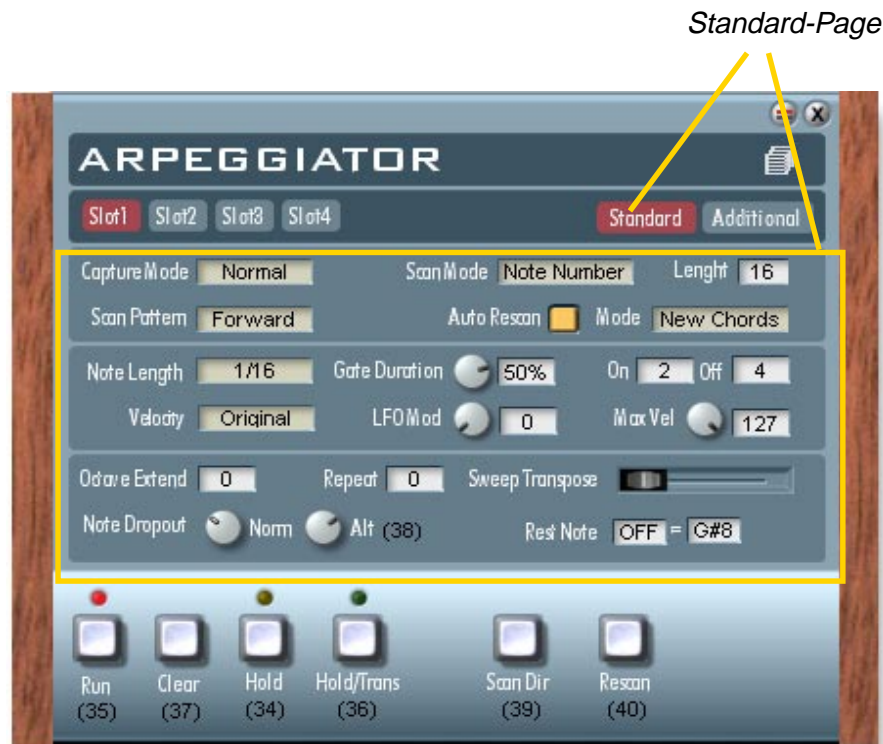 Standard-Page
ARPEGGIATOR
Slot1 Slot2 Slot3 Slot4 Standard Additional
Capture Mode Normal Scan Mode Note Number Lenght 16
Scan Pattern Forward Auto Rescan Mode New Chords
Note Length 1/16 Gate Duration 50% On 2 Off 4
Velocity Original LFO Mod 0 Max Vel 127
Octave Extend 0 Repeat 0 Sweep Transpose
Note Dropout Norm Alt (38) Rest Note OFF = G#8
Run Clear Hold Hold/Trans Scan Dir Rescan
(35) (37) (34) (36) (39) (40)